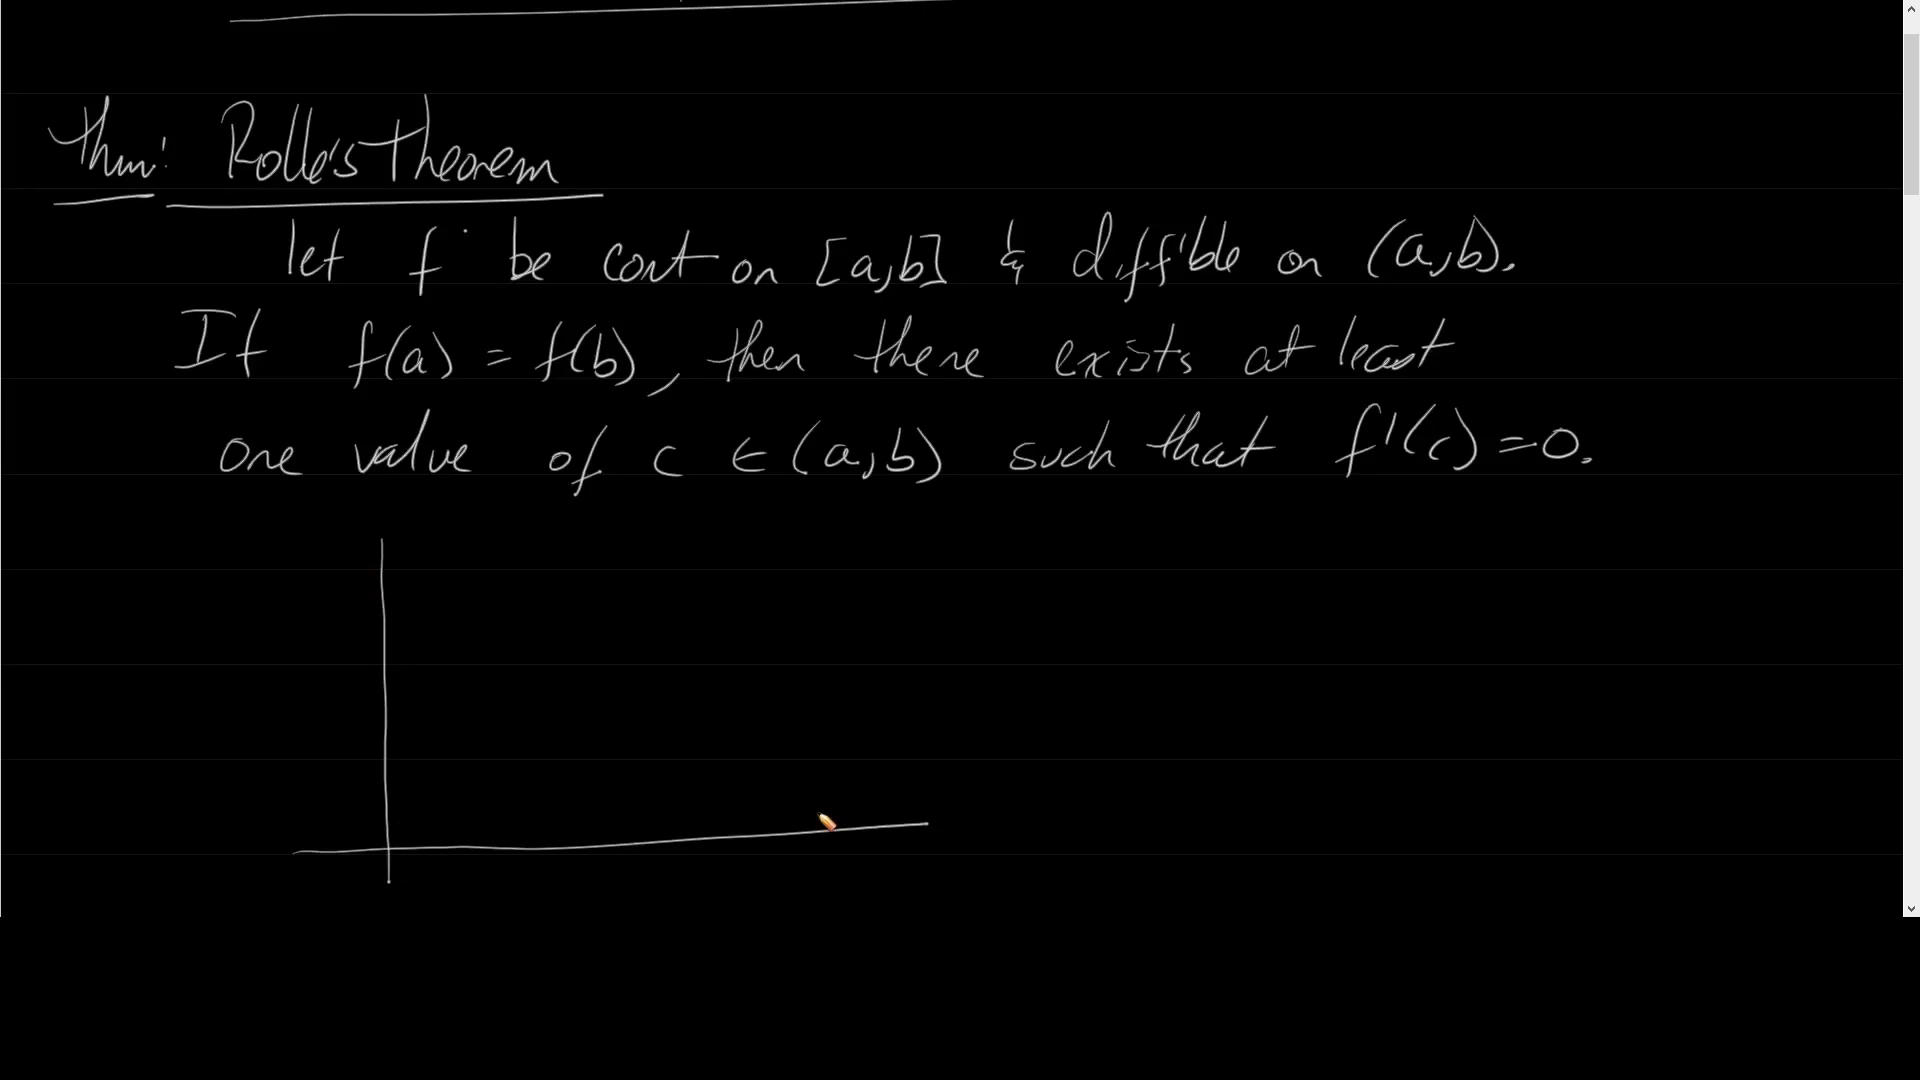 Thm: Rolle's Theorem
let f be cont on [a,b] & diff'ble on (a,b).
If f(a) = f(b), then there exists at least
one value of c ∈ (a,b) such that f'(c)=0.